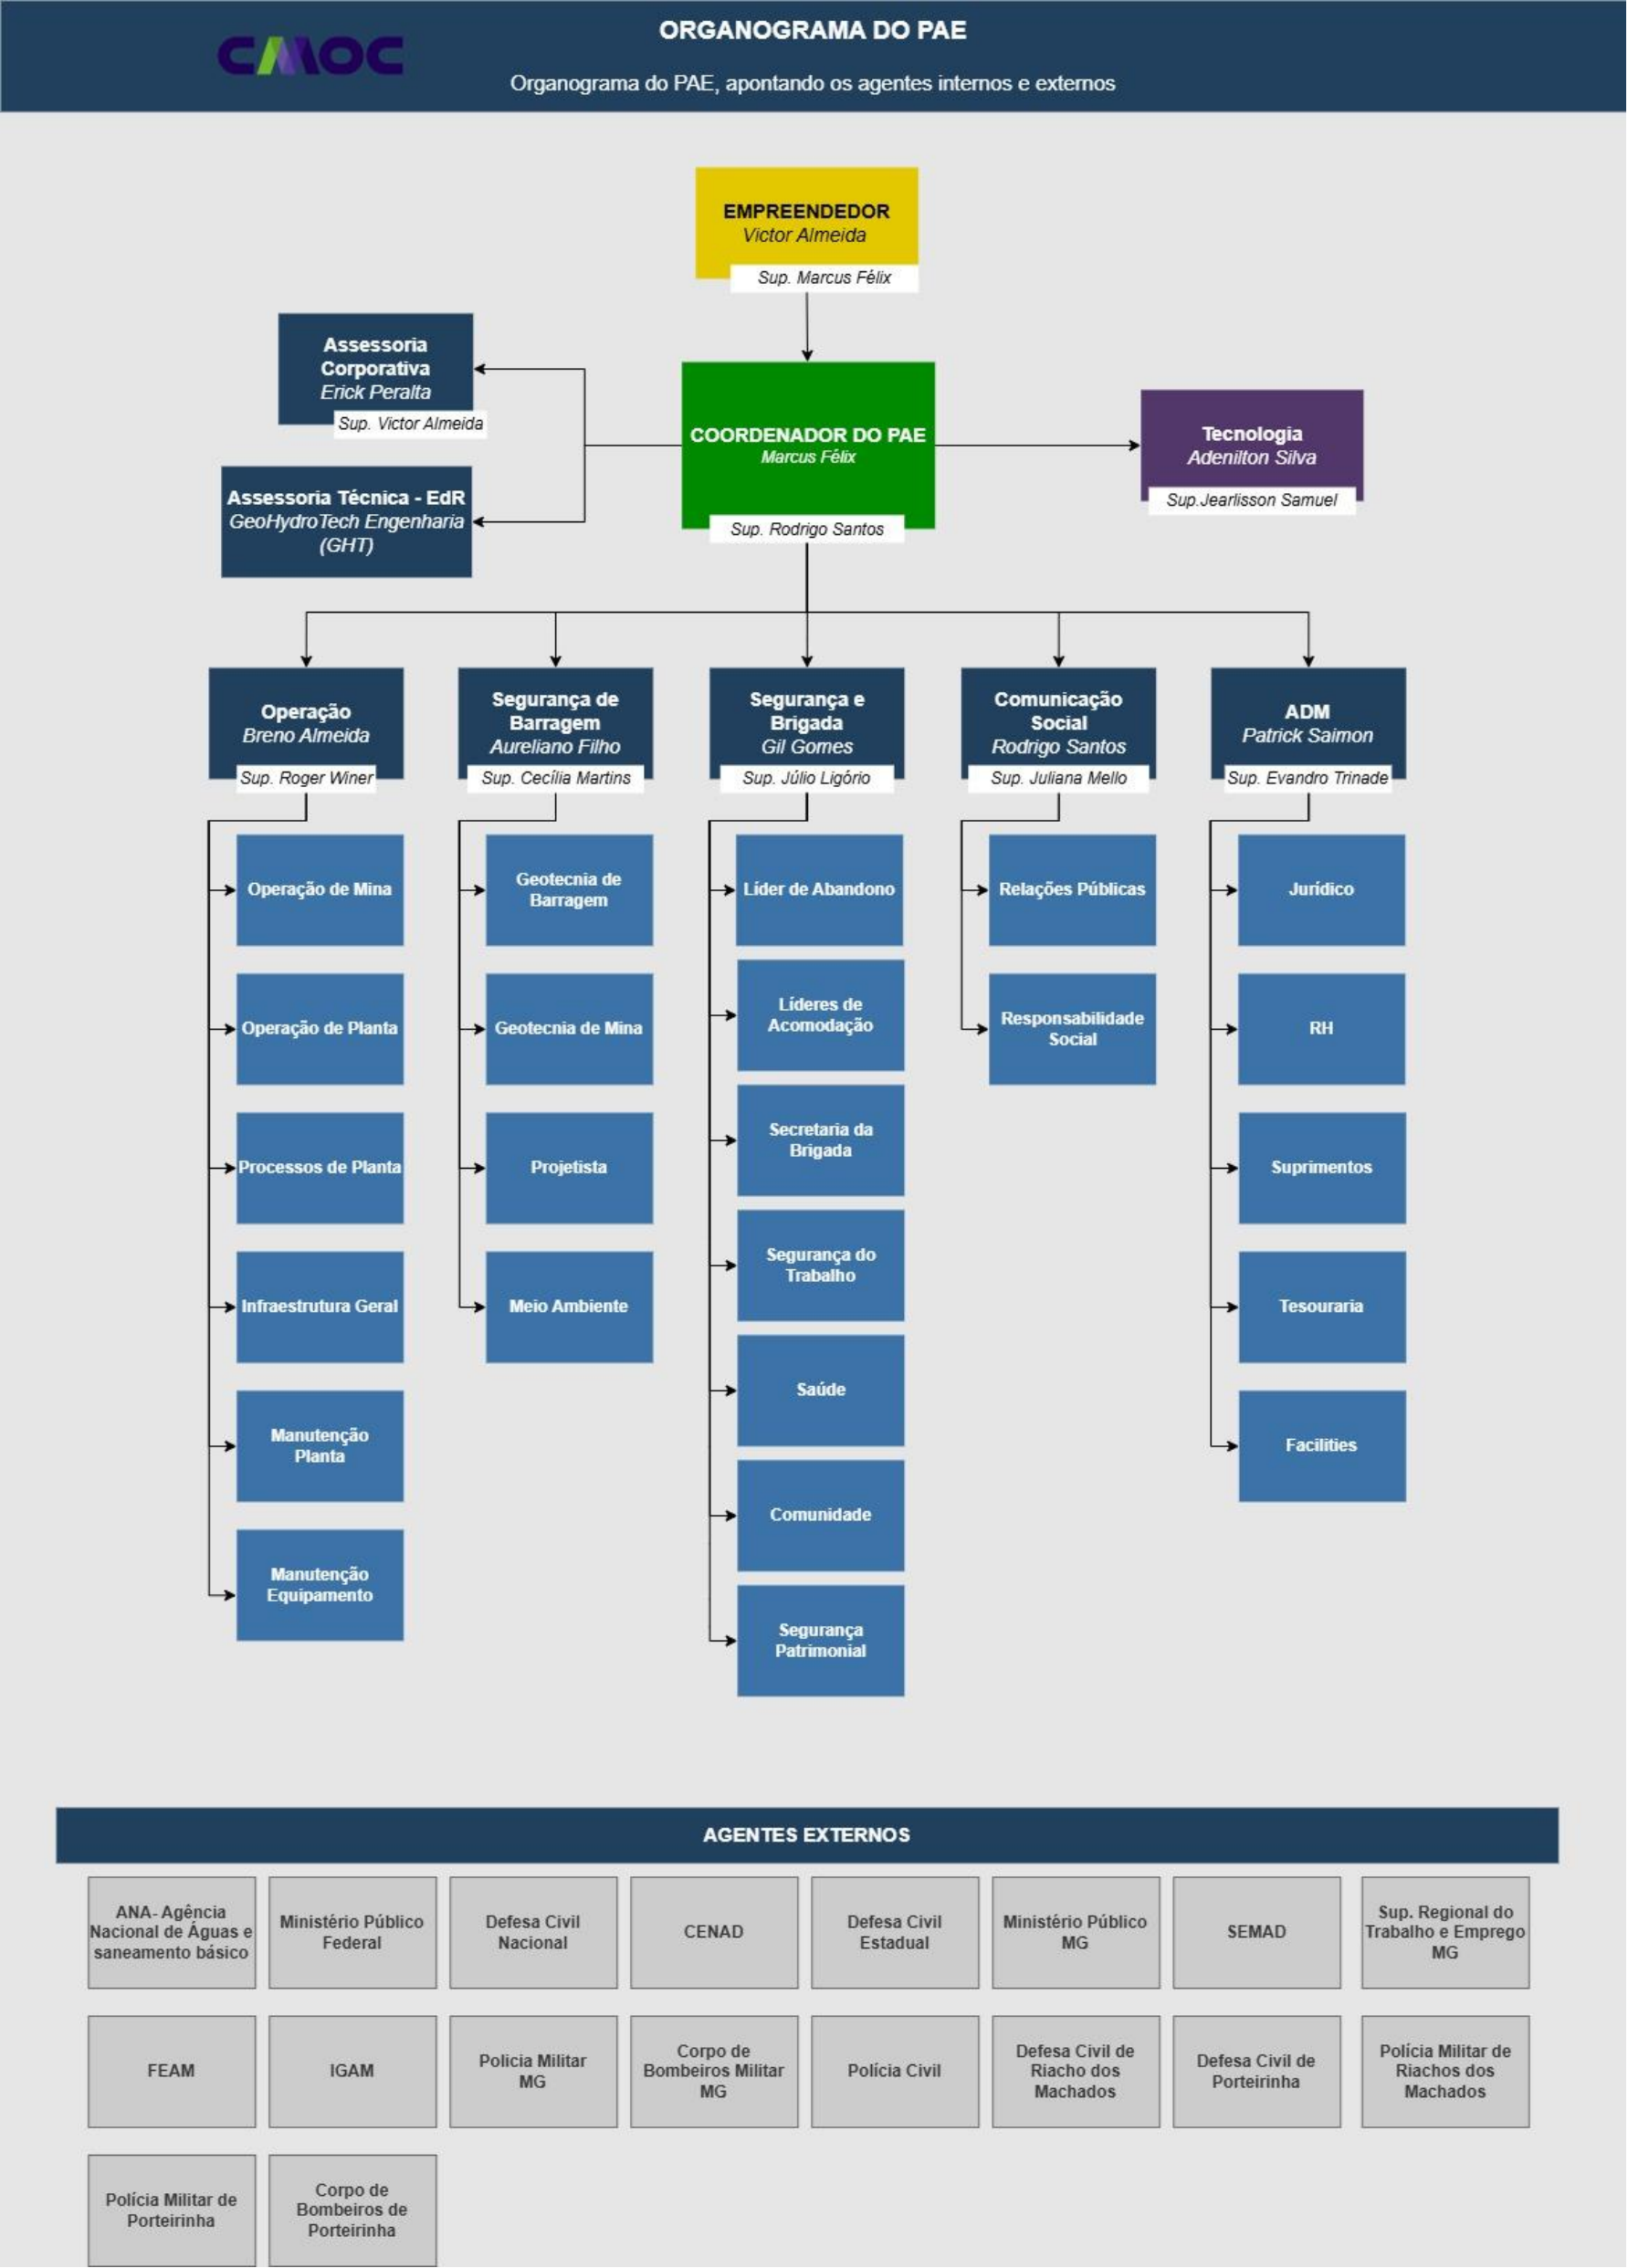 CMOC
ORGANOGRAMA DO PAE
Organograma do PAE, apontando os agentes internos e externos
EMPREENDEDOR
Victor Almeida
Sup. Marcus Félix
Assessoria
Corporativa
Erick Peralta
Sup. Victor Almeida
COORDENADOR DO PAE
Marcus Félix
Sup. Rodrigo Santos
Tecnologia
Adenilton Silva
Sup.Jearlisson Samuel
Assessoria Técnica - EdR
GeoHydroTech Engenharia
(GHT)
Operação
Breno Almeida
Sup. Roger Winer
Segurança de
Barragem
Aureliano Filho
Sup. Cecília Martins
Segurança e
Brigada
Gil Gomes
Sup. Júlio Ligório
Comunicação
Social
Rodrigo Santos
Sup. Juliana Mello
ADM
Patrick Saimon
Sup. Evandro Trinade
Operação de Mina
Operação de Planta
Processos de Planta
Infraestrutura Geral
Manutenção
Planta
Manutenção
Equipamento
Geotecnia de
Barragem
Geotecnia de Mina
Projetista
Meio Ambiente
Líder de Abandono
Líderes de
Acomodação
Secretaria da
Brigada
Segurança do
Trabalho
Saúde
Comunidade
Segurança
Patrimonial
Relações Públicas
Responsabilidade
Social
Jurídico
RH
Suprimentos
Tesouraria
Facilities
AGENTES EXTERNOS
ANA- Agência
Nacional de Águas e
saneamento básico
Ministério Público
Federal
Defesa Civil
Nacional
CENAD
Defesa Civil
Estadual
Ministério Público
MG
SEMAD
Sup. Regional do
Trabalho e Emprego
MG
FEAM
IGAM
Policia Militar
MG
Corpo de
Bombeiros Militar
MG
Polícia Civil
Defesa Civil de
Riacho dos
Machados
Defesa Civil de
Porteirinha
Polícia Militar de
Riachos dos
Machados
Polícia Militar de
Porteirinha
Corpo de
Bombeiros de
Porteirinha